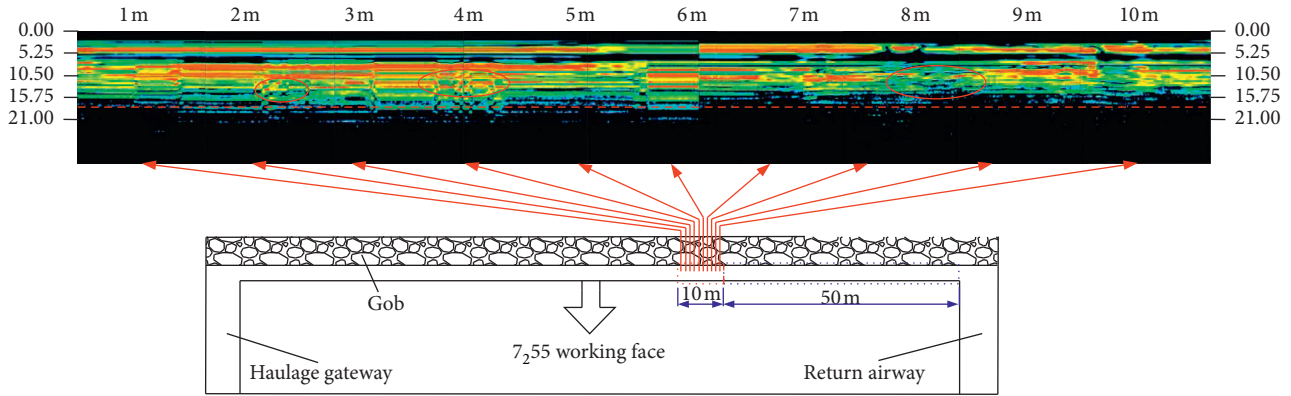 1 m 2 m 3 m 4 m 5 m 6 m 7 m 8 m 9 m 10 m
0.00 0.00
5.25 5.25
10.50 10.50
15.75 15.75
21.00 21.00
10 m 50 m
Gob
7₂55 working face
Haulage gateway Return airway